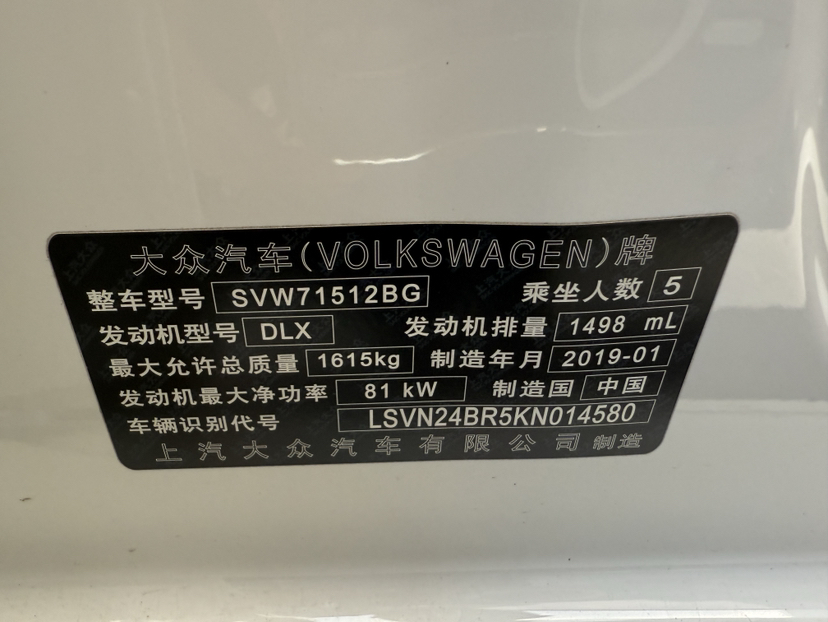 大众汽车(VOLKSWAGEN)牌
整车型号 SVW71512BG 乘坐人数 5
发动机型号 DLX 发动机排量 1498 mL
最大允许总质量 1615kg 制造年月 2019-01
发动机最大净功率 81 kW 制造国 中国
车辆识别代号 LSVN24BR5KN014580
上汽大众汽车有限公司制造